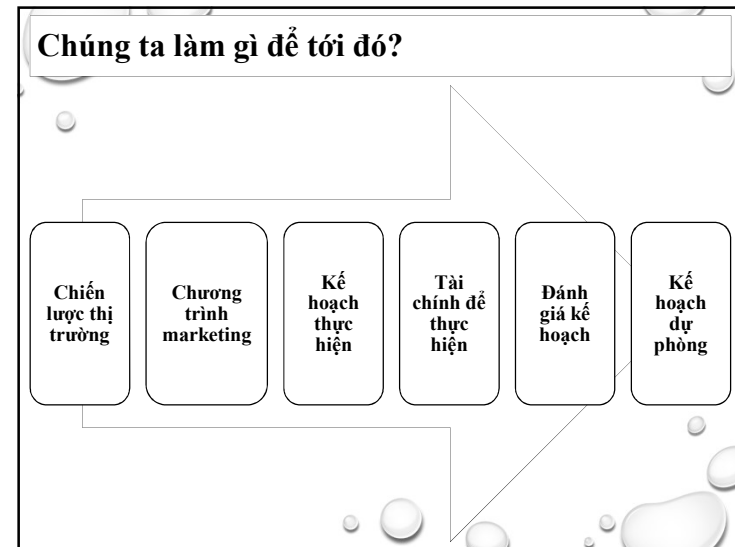 Chúng ta làm gì để tới đó?
Chiến
lược thị
trường
Chương
trình
marketing
Kế
hoạch
thực
hiện
Tài
chính để
thực
hiện
Đánh
giá kế
hoạch
Kế
hoạch
dự
phòng